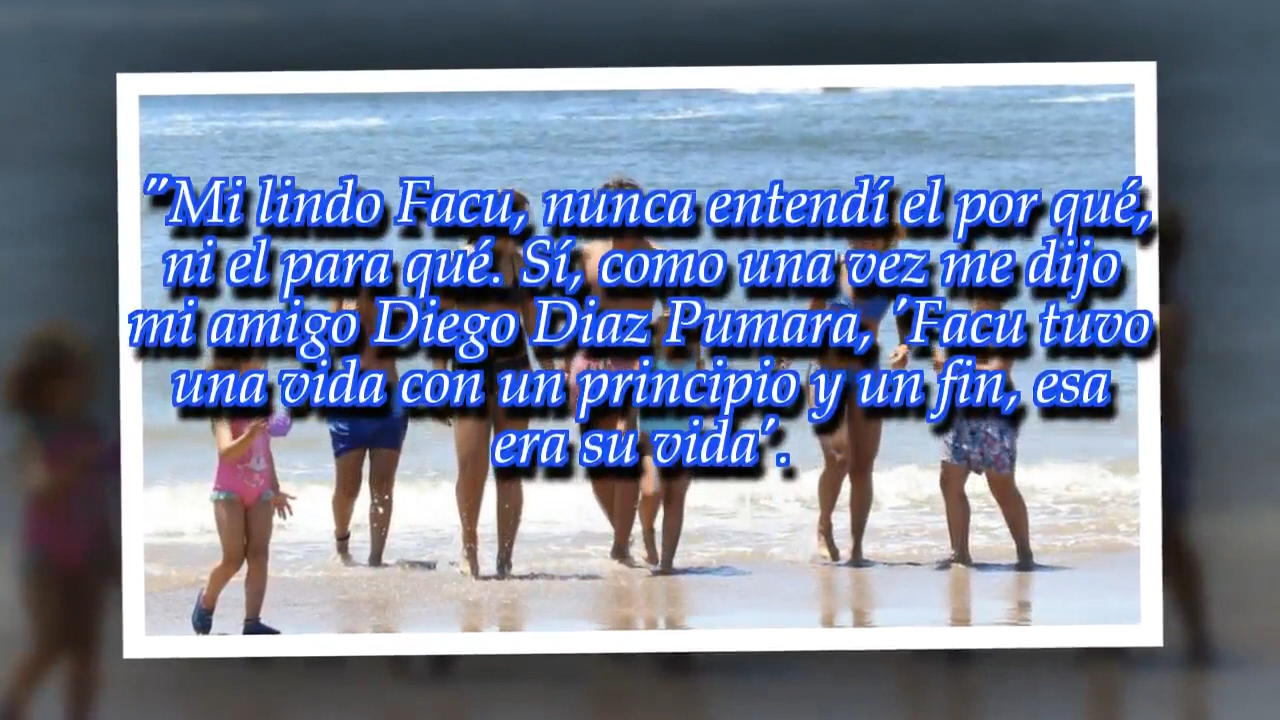 "Mi lindo Facu, nunca entendí el por qué,
ni el para qué. Sí, como una vez me dijo
mi amigo Diego Diaz Pumara, 'Facu tuvo
una vida con un principio y un fin, esa
era su vida'.